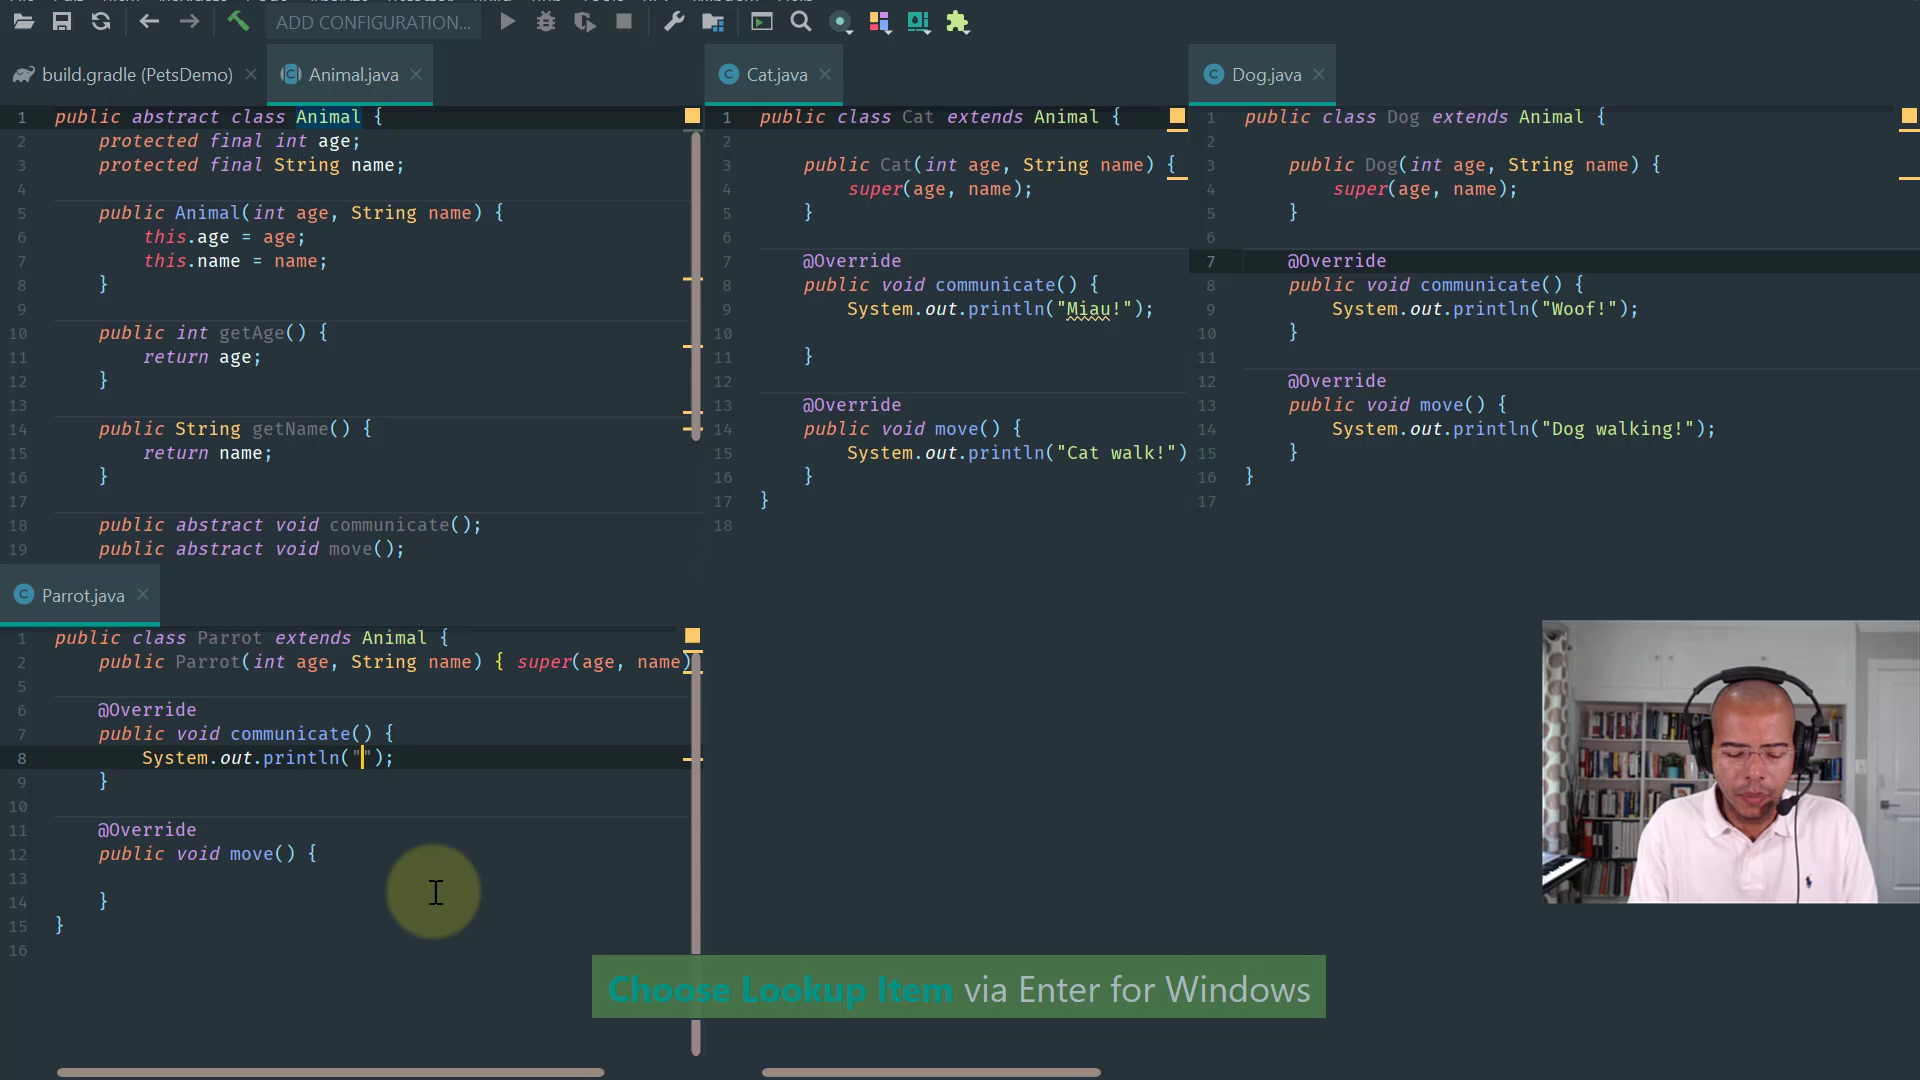 ADD CONFIGURATION...
build.gradle (PetsDemo)
Animal.java
1 public abstract class Animal {
2 protected final int age;
3 protected final String name;
4
5 public Animal(int age, String name) {
6 this.age = age;
7 this.name = name;
8 }
9
10 public int getAge() {
11 return age;
12 }
13
14 public String getName() {
15 return name;
16 }
17
18 public abstract void communicate();
19 public abstract void move();
Cat.java
1 public class Cat extends Animal {
2
3 public Cat(int age, String name) {
4 super(age, name);
5 }
6
7 @Override
8 public void communicate() {
9 System.out.println("Miau!");
10
11 }
12
13 @Override
14 public void move() {
15 System.out.println("Cat walk!")
16 }
17 }
18
Dog.java
1 public class Dog extends Animal {
2
3 public Dog(int age, String name) {
4 super(age, name);
5 }
6
7 @Override
8 public void communicate() {
9 System.out.println("Woof!");
10 }
11
12 @Override
13 public void move() {
14 System.out.println("Dog walking!");
15 }
16 }
17
Parrot.java
1 public class Parrot extends Animal {
2 public Parrot(int age, String name) { super(age, name)
5
6 @Override
7 public void communicate() {
8 System.out.println("");
9 }
10
11 @Override
12 public void move() {
13
14 }
15 }
16
Choose Lookup Item via Enter for Windows